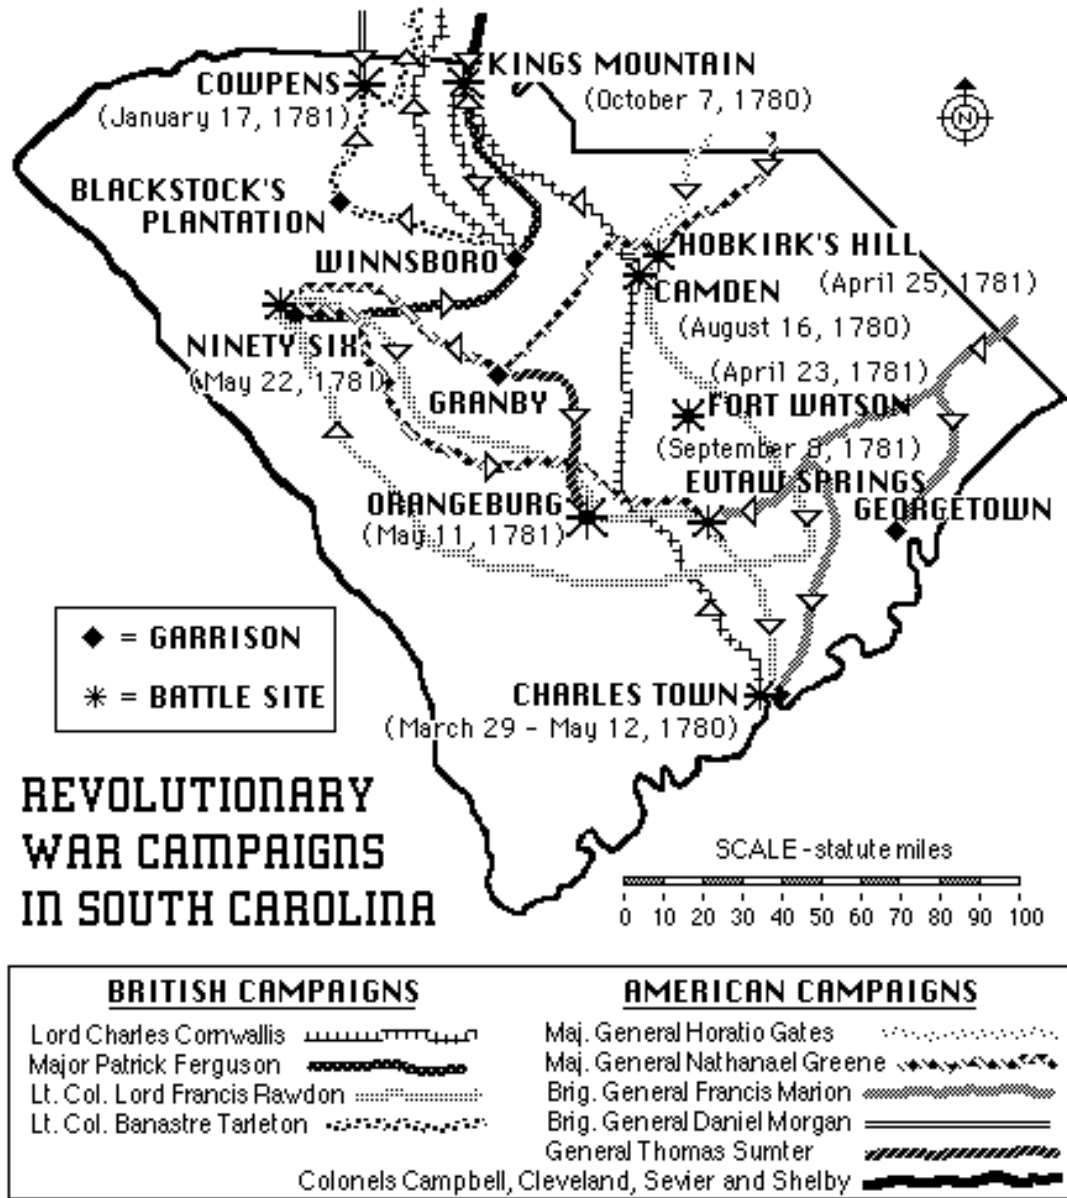 KINGS MOUNTAIN
(October 7, 1780)
COWPENS
(January 17, 1781)
N
BLACKSTOCK'S
PLANTATION
WINNSBORO
HOBKIRK'S HILL
(April 25, 1781)
CAMDEN
(August 16, 1780)
NINETY SIX
(May 22, 1781)
GRANBY
(April 23, 1781)
FORT WATSON
(September 8, 1781)
EUTAW SPRINGS
ORANGEBURG
(May 11, 1781)
GEORGETOWN
◆ = GARRISON
✳ = BATTLE SITE
CHARLES TOWN
(March 29 - May 12, 1780)
REVOLUTIONARY
WAR CAMPAIGNS
IN SOUTH CAROLINA
SCALE - statute miles
0 10 20 30 40 50 60 70 80 90 100
BRITISH CAMPAIGNS
Lord Charles Cornwallis
Major Patrick Ferguson
Lt. Col. Lord Francis Rawdon
Lt. Col. Banastre Tarleton
AMERICAN CAMPAIGNS
Maj. General Horatio Gates
Maj. General Nathanael Greene
Brig. General Francis Marion
Brig. General Daniel Morgan
General Thomas Sumter
Colonels Campbell, Cleveland, Sevier and Shelby